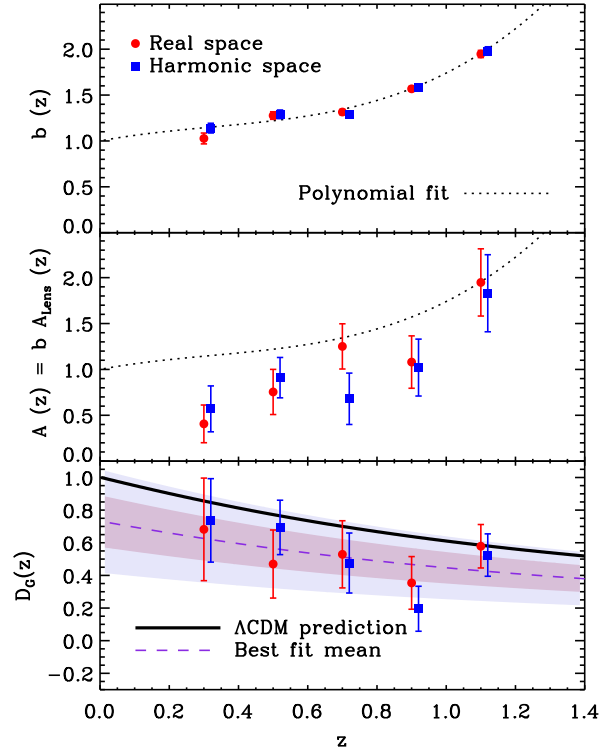 b (z)
2.0
1.5
1.0
0.5
0.0
Real space
Harmonic space
Polynomial fit
A (z) = b A_Lens (z)
2.0
1.5
1.0
0.5
0.0
D_G(z)
1.0
0.8
0.6
0.4
0.2
0.0
−0.2
ΛCDM prediction
Best fit mean
0.0 0.2 0.4 0.6 0.8 1.0 1.2 1.4
z